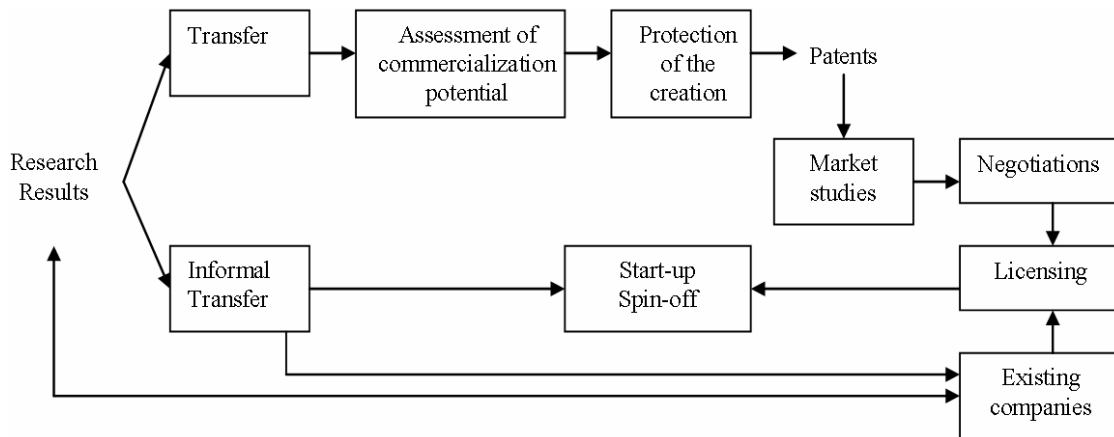 Transfer
Assessment of
commercialization
potential
Protection
of the
creation
Patents
Research
Results
Market
studies
Negotiations
Informal
Transfer
Start-up
Spin-off
Licensing
Existing
companies